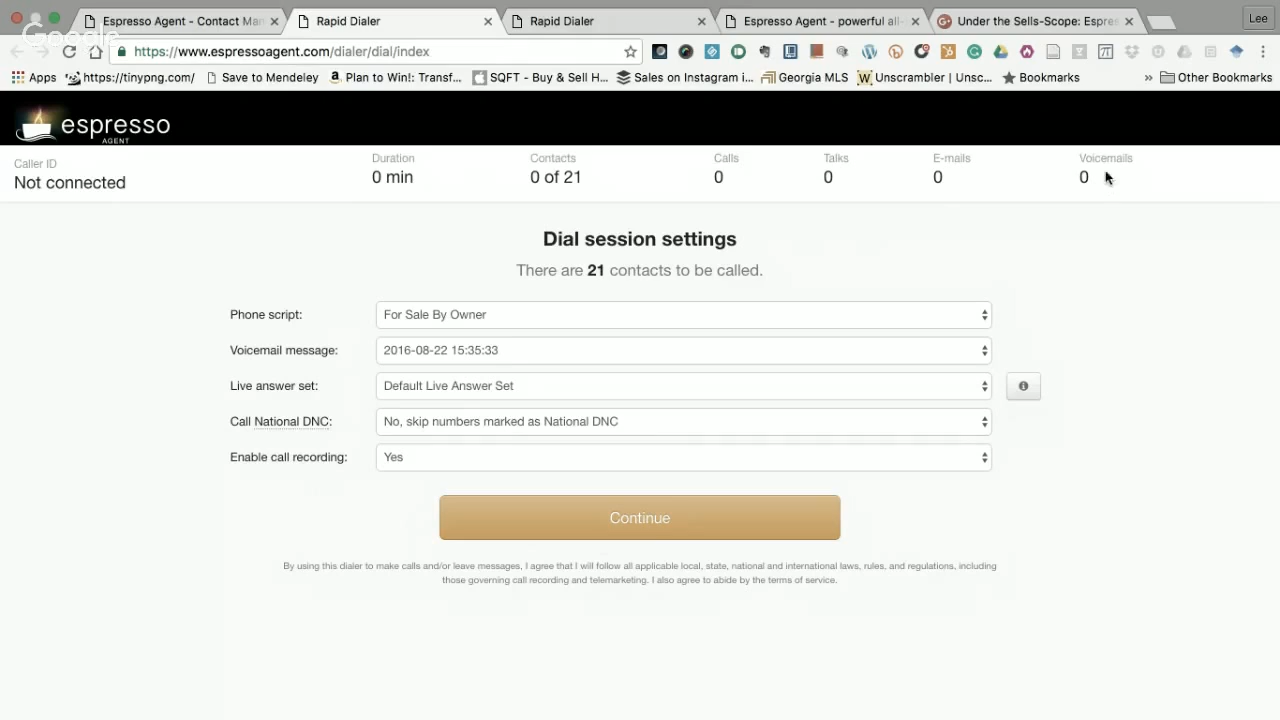 Espresso Agent - Contact Man
Rapid Dialer
Rapid Dialer
Espresso Agent - powerful all-
Under the Sells-Scope: Espres
Lee
Google
https://www.espressoagent.com/dialer/dial/index
Apps
https://tinypng.com/
Save to Mendeley
Plan to Win!: Transf...
SQFT - Buy & Sell H...
Sales on Instagram i...
Georgia MLS
Unscrambler | Unsc...
Bookmarks
»
Other Bookmarks
espresso
AGENT
Caller ID
Not connected
Duration
0 min
Contacts
0 of 21
Calls
0
Talks
0
E-mails
0
Voicemails
0
Dial session settings
There are 21 contacts to be called.
Phone script:
For Sale By Owner
Voicemail message:
2016-08-22 15:35:33
Live answer set:
Default Live Answer Set
Call National DNC:
No, skip numbers marked as National DNC
Enable call recording:
Yes
Continue
By using this dialer to make calls and/or leave messages, I agree that I will follow all applicable local, state, national and international laws, rules, and regulations, including
those governing call recording and telemarketing. I also agree to abide by the terms of service.